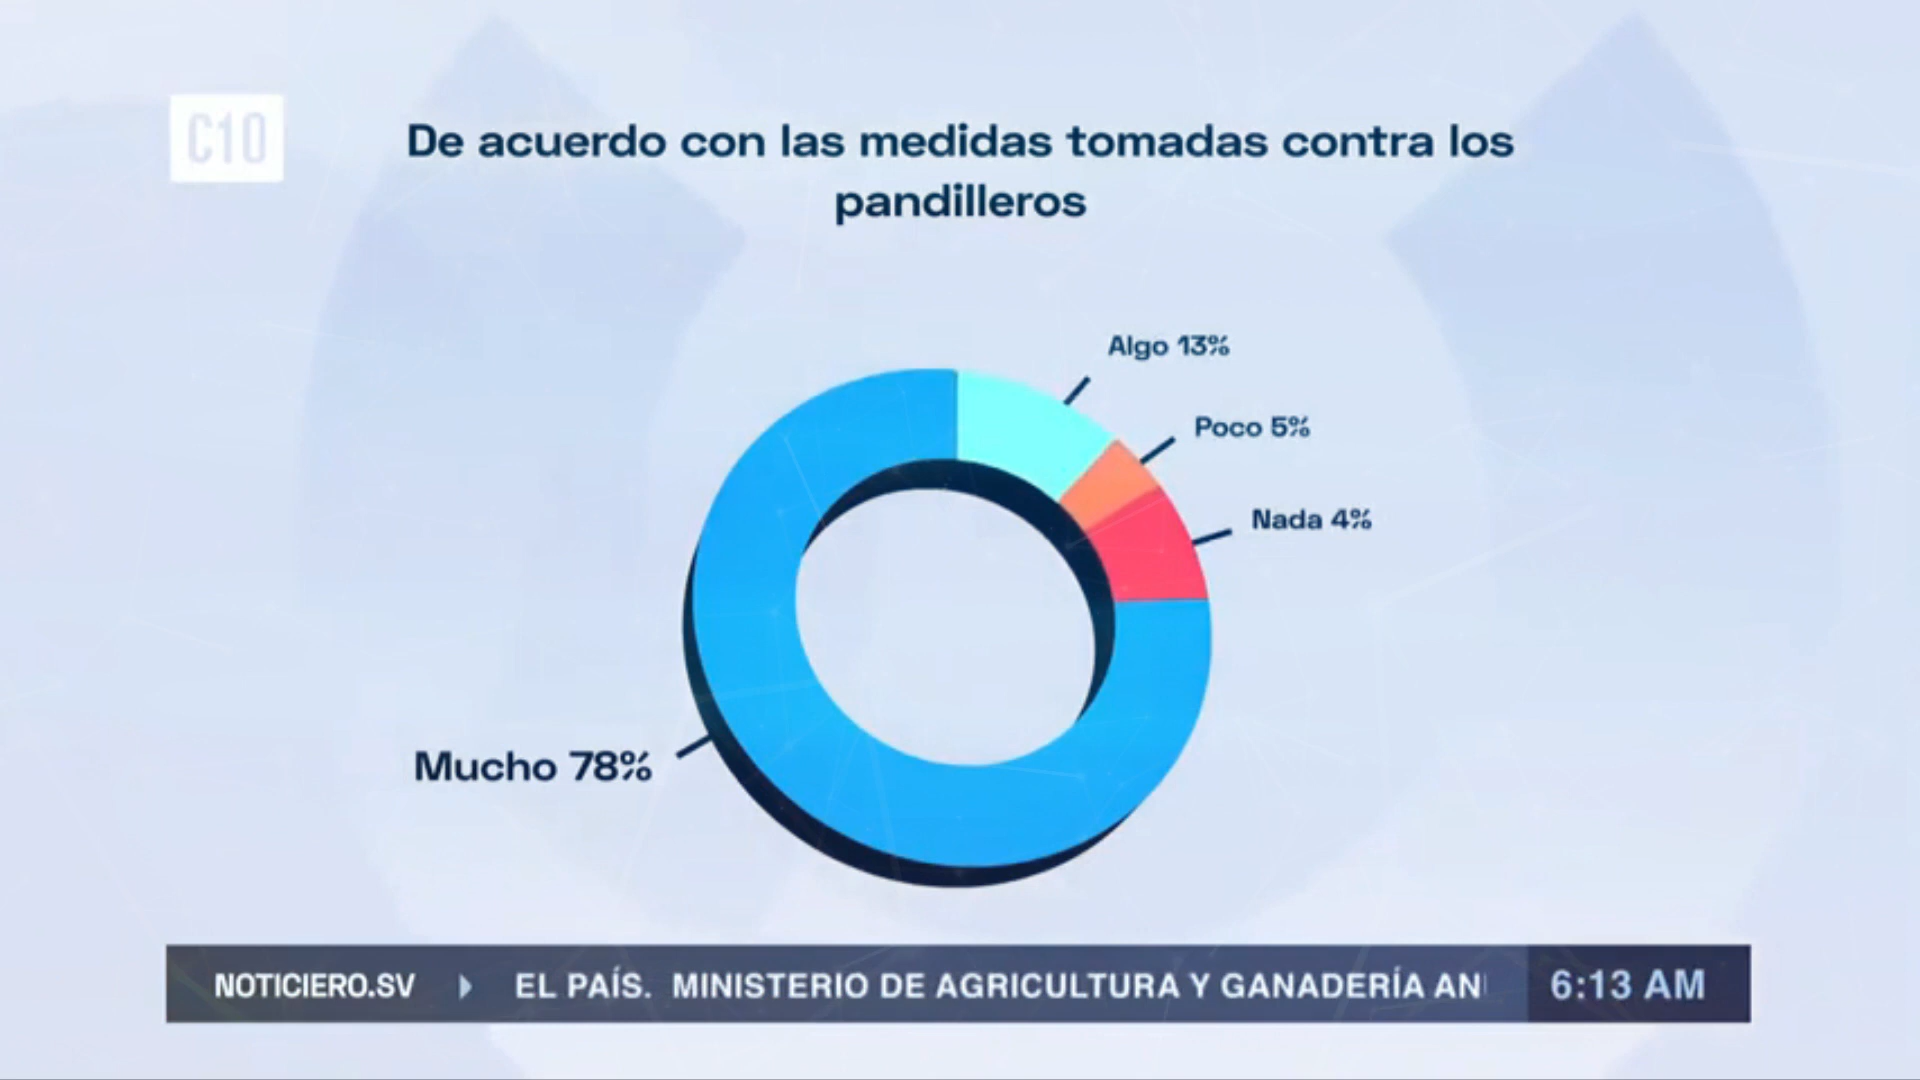 C10
De acuerdo con las medidas tomadas contra los
pandilleros
Algo 13%
Poco 5%
Nada 4%
Mucho 78%
NOTICIERO.SV
EL PAÍS. MINISTERIO DE AGRICULTURA Y GANADERÍA
6:13 AM